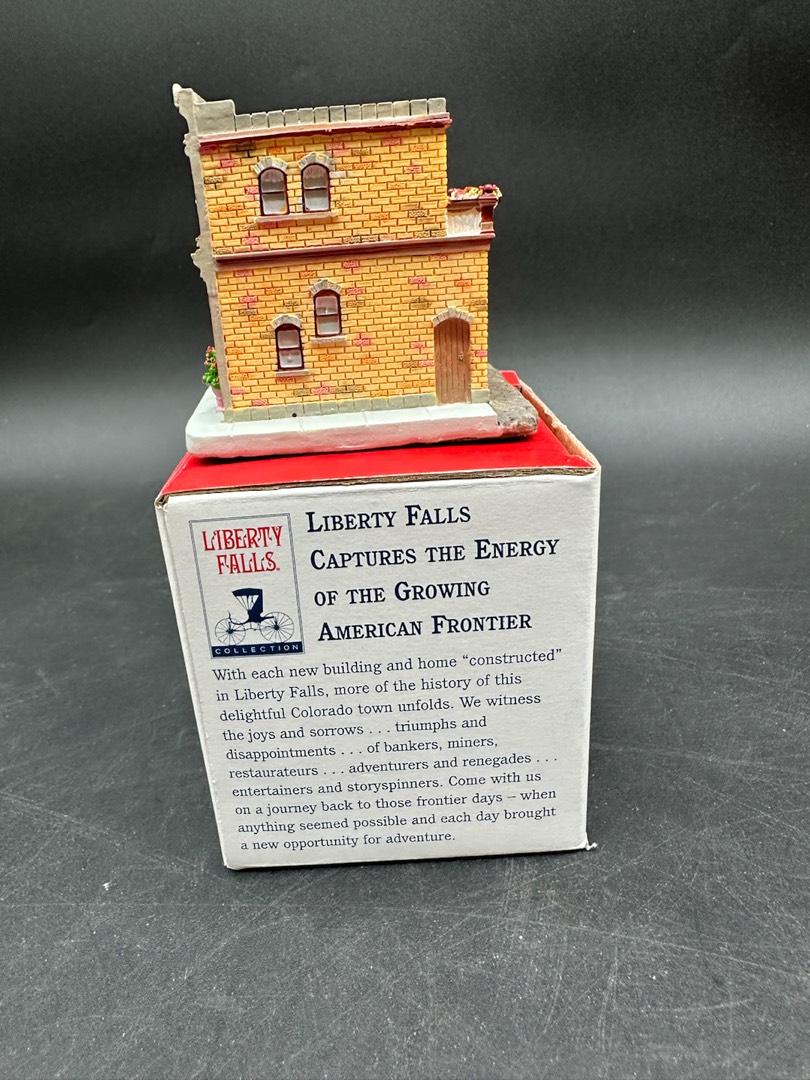 LIBERTY
FALLS®
COLLECTION
LIBERTY FALLS
CAPTURES THE ENERGY
OF THE GROWING
AMERICAN FRONTIER
With each new building and home “constructed”
in Liberty Falls, more of the history of this
delightful Colorado town unfolds. We witness
the joys and sorrows . . . triumphs and
disappointments . . . of bankers, miners,
restaurateurs . . . adventurers and renegades . . .
entertainers and storyspinners. Come with us
on a journey back to those frontier days – when
anything seemed possible and each day brought
a new opportunity for adventure.